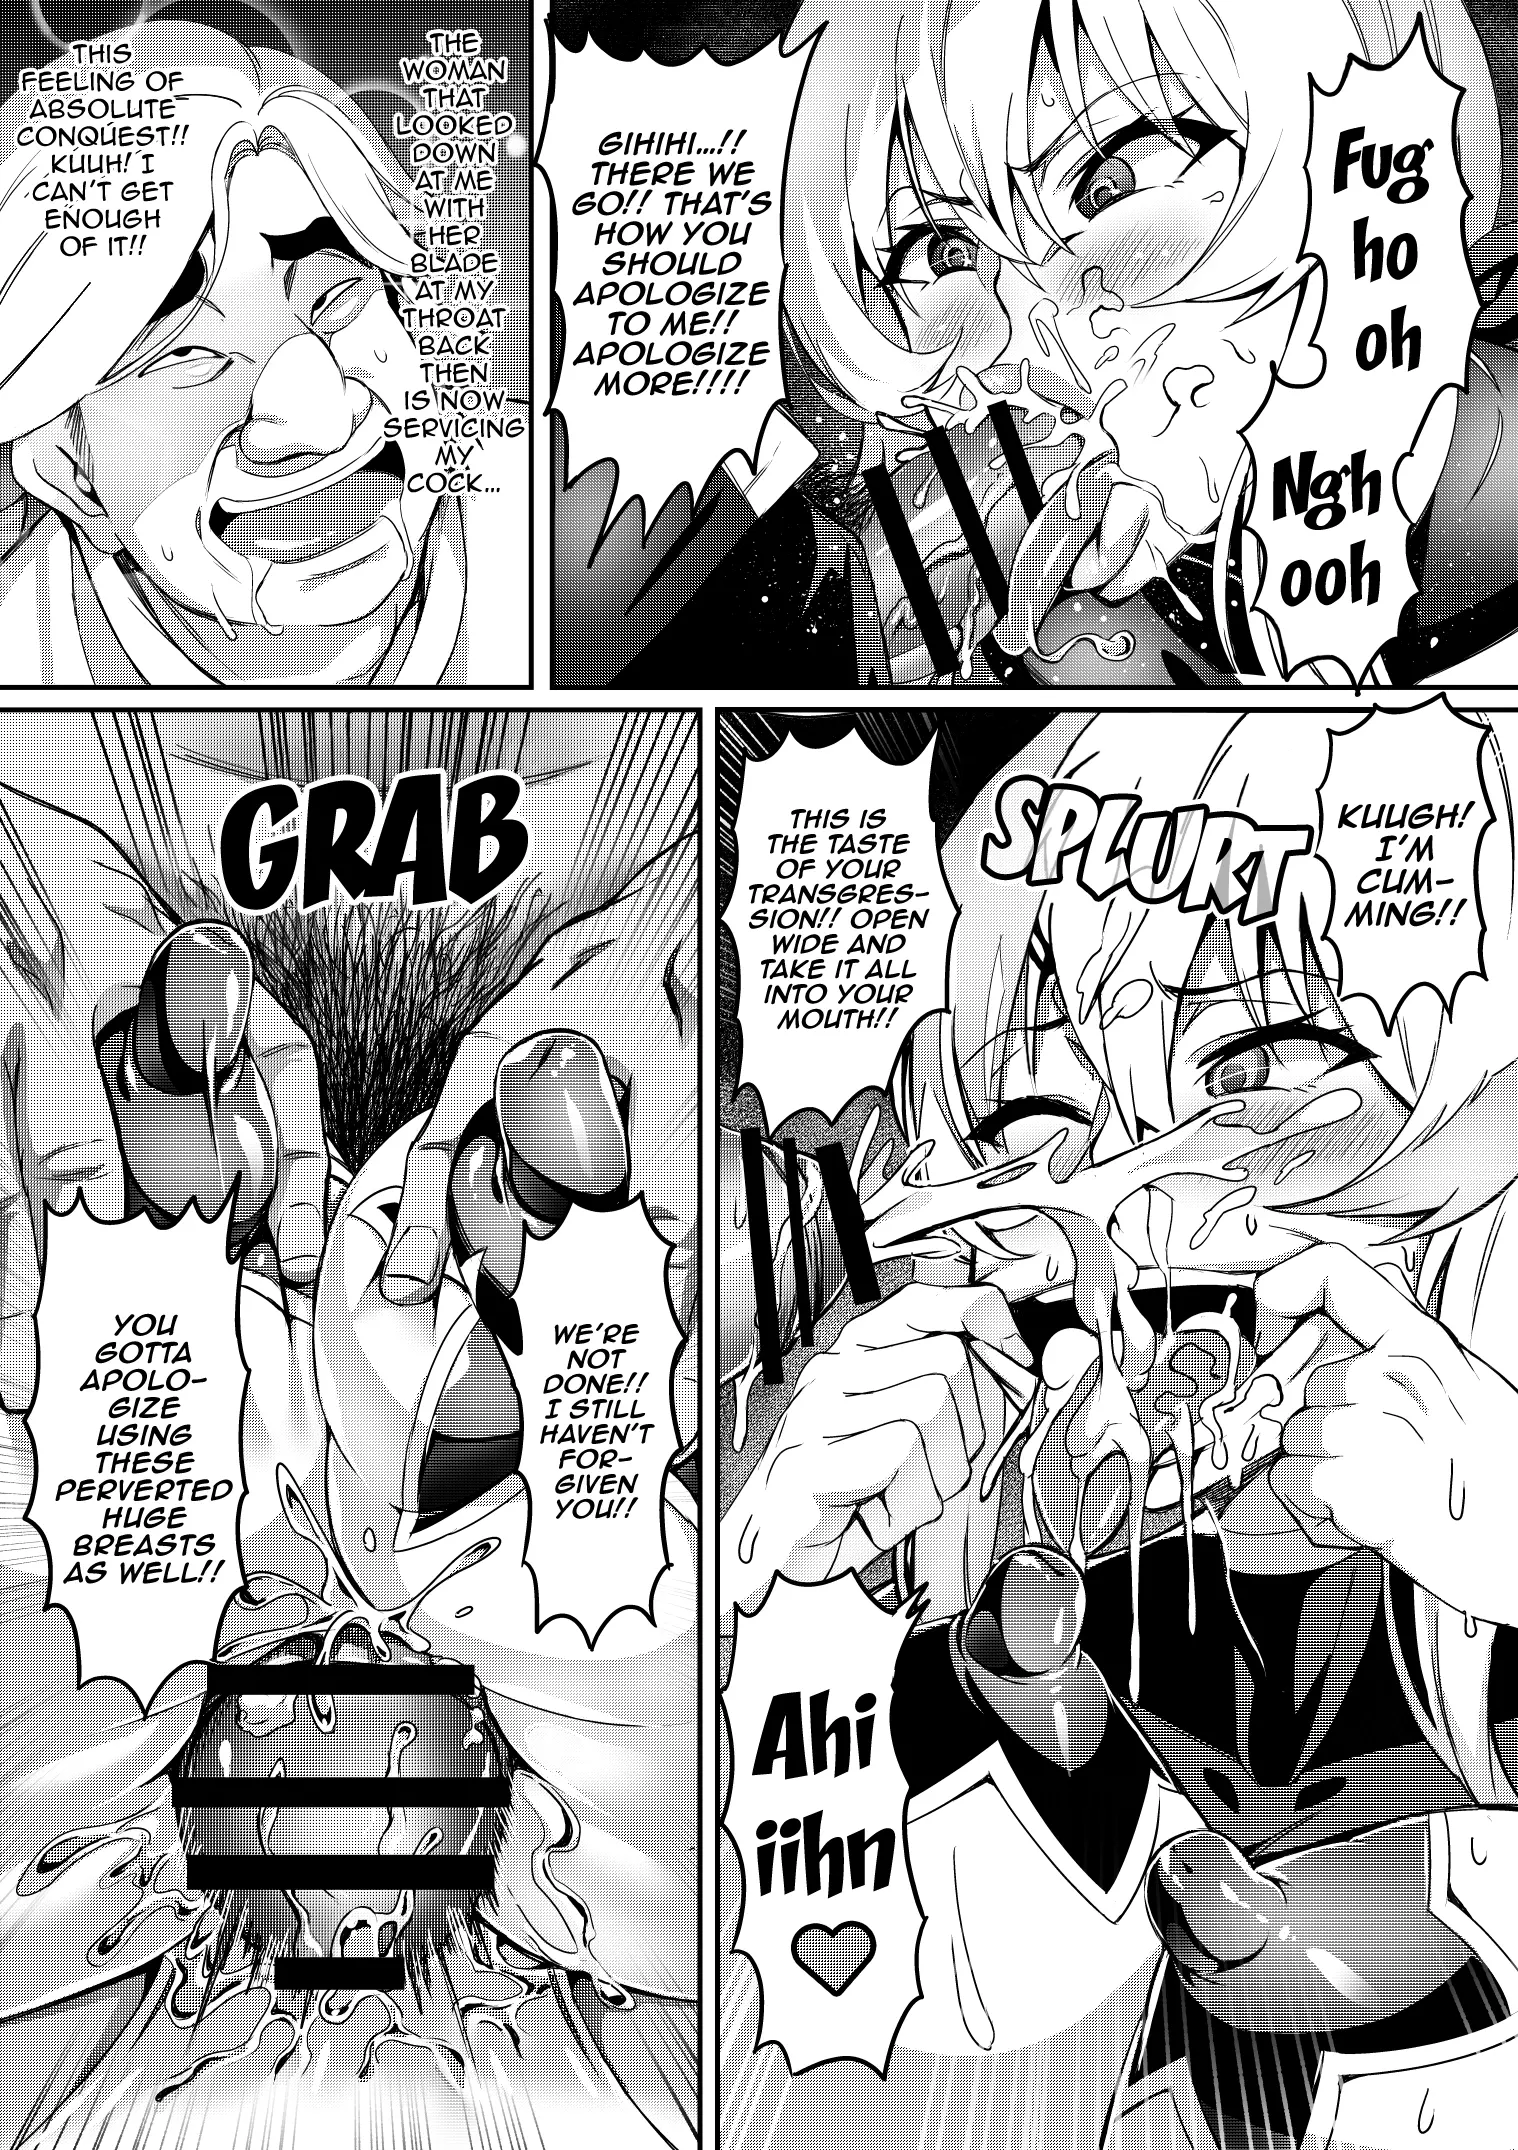 Fug
ho
oh
Ngh
ooh
GIHIHI...!!
THERE WE
GO!! THAT'S
HOW YOU
SHOULD
APOLOGIZE
TO ME!!
APOLOGIZE
MORE!!!!
THE
WOMAN
THAT
LOOKED
DOWN
AT ME
WITH
HER
BLADE
AT MY
THROAT
BACK
THEN
IS NOW
SERVICING
MY
COCK...
THIS
FEELING OF
ABSOLUTE
CONQUEST!!
KUUH! I
CAN'T GET
ENOUGH
OF IT!!
KUUGH!
I'M
CUM-
MING!!
SPLURT
THIS IS
THE TASTE
OF YOUR
TRANSGRES-
SION!! OPEN
WIDE AND
TAKE IT ALL
INTO YOUR
MOUTH!!
Ahi
iihn
♡
GRAB
WE'RE
NOT
DONE!!
I STILL
HAVEN'T
FOR-
GIVEN
YOU!!
YOU
GOTTA
APOLO-
GIZE
USING
THESE
PERVERTED
HUGE
BREASTS
AS WELL!!